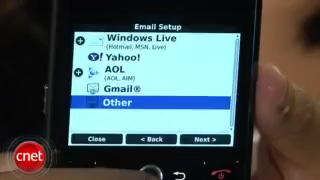 Email Setup
Windows Live
(Hotmail, MSN, Live)
Y! Yahoo!
AOL
(AOL, AIM)
Gmail®
Other
Close < Back Next >
cnet